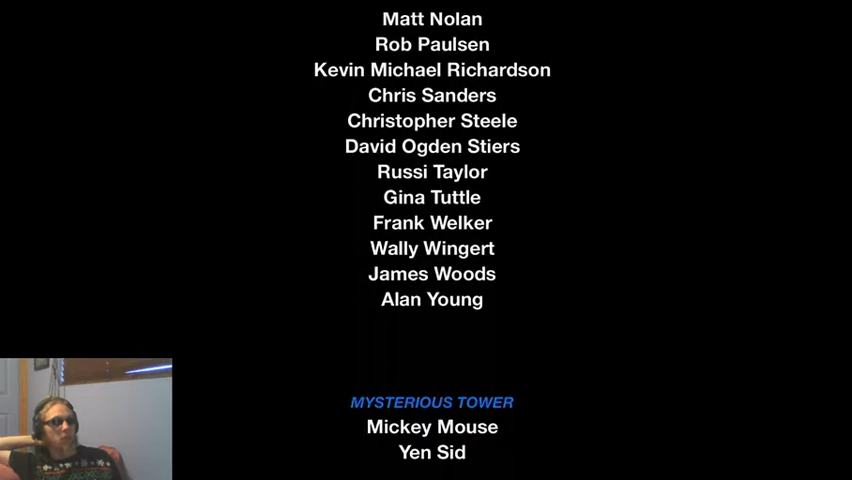 Matt Nolan
Rob Paulsen
Kevin Michael Richardson
Chris Sanders
Christopher Steele
David Ogden Stiers
Russi Taylor
Gina Tuttle
Frank Welker
Wally Wingert
James Woods
Alan Young
MYSTERIOUS TOWER
Mickey Mouse
Yen Sid